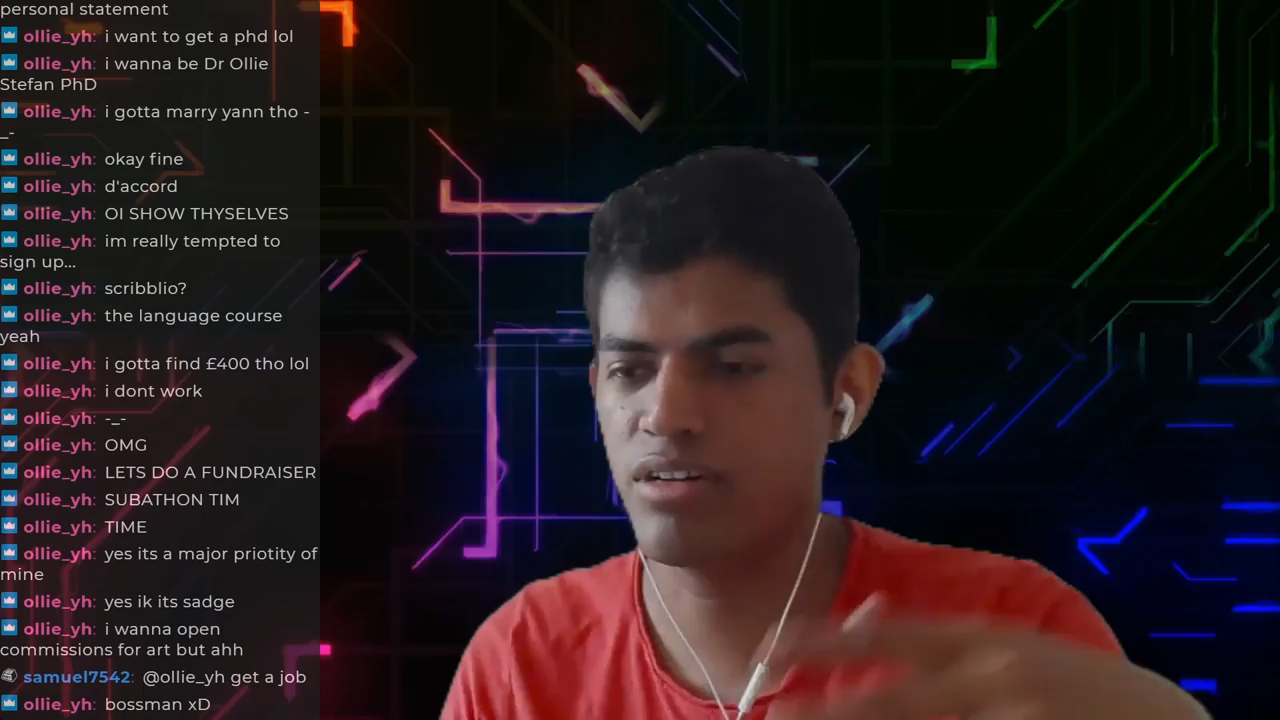 personal statement
ollie_yh: i want to get a phd lol
ollie_yh: i wanna be Dr Ollie
Stefan PhD
ollie_yh: i gotta marry yann tho -
_-
ollie_yh: okay fine
ollie_yh: d'accord
ollie_yh: OI SHOW THYSELVES
ollie_yh: im really tempted to
sign up...
ollie_yh: scribblio?
ollie_yh: the language course
yeah
ollie_yh: i gotta find £400 tho lol
ollie_yh: i dont work
ollie_yh: -_-
ollie_yh: OMG
ollie_yh: LETS DO A FUNDRAISER
ollie_yh: SUBATHON TIM
ollie_yh: TIME
ollie_yh: yes its a major priotity of
mine
ollie_yh: yes ik its sadge
ollie_yh: i wanna open
commissions for art but ahh
samuel7542: @ollie_yh get a job
ollie_yh: bossman xD